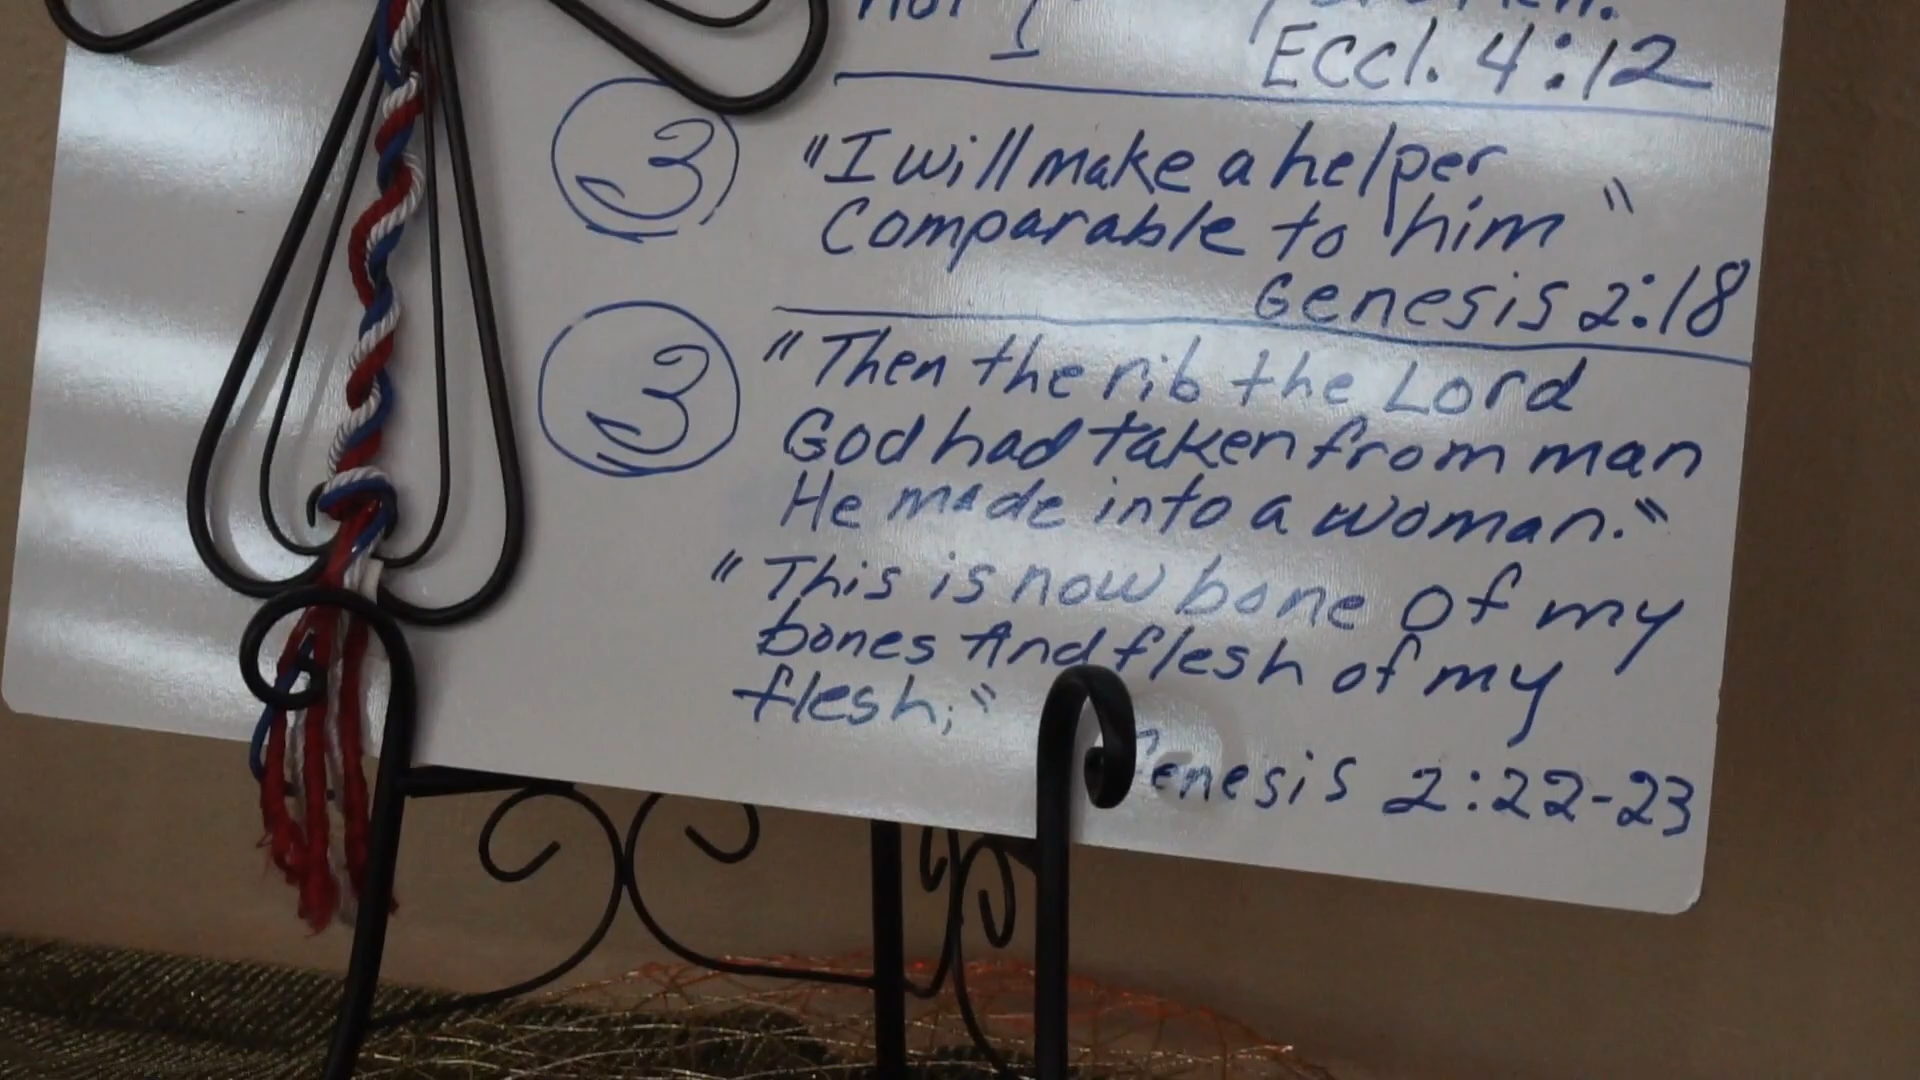 Eccl. 4:12
3 "I will make a helper
Comparable to him"
Genesis 2:18
3 "Then the rib the Lord
God had taken from man
He made into a woman."
"This is now bone of my
bones And flesh of my
flesh;"
Genesis 2:22-23